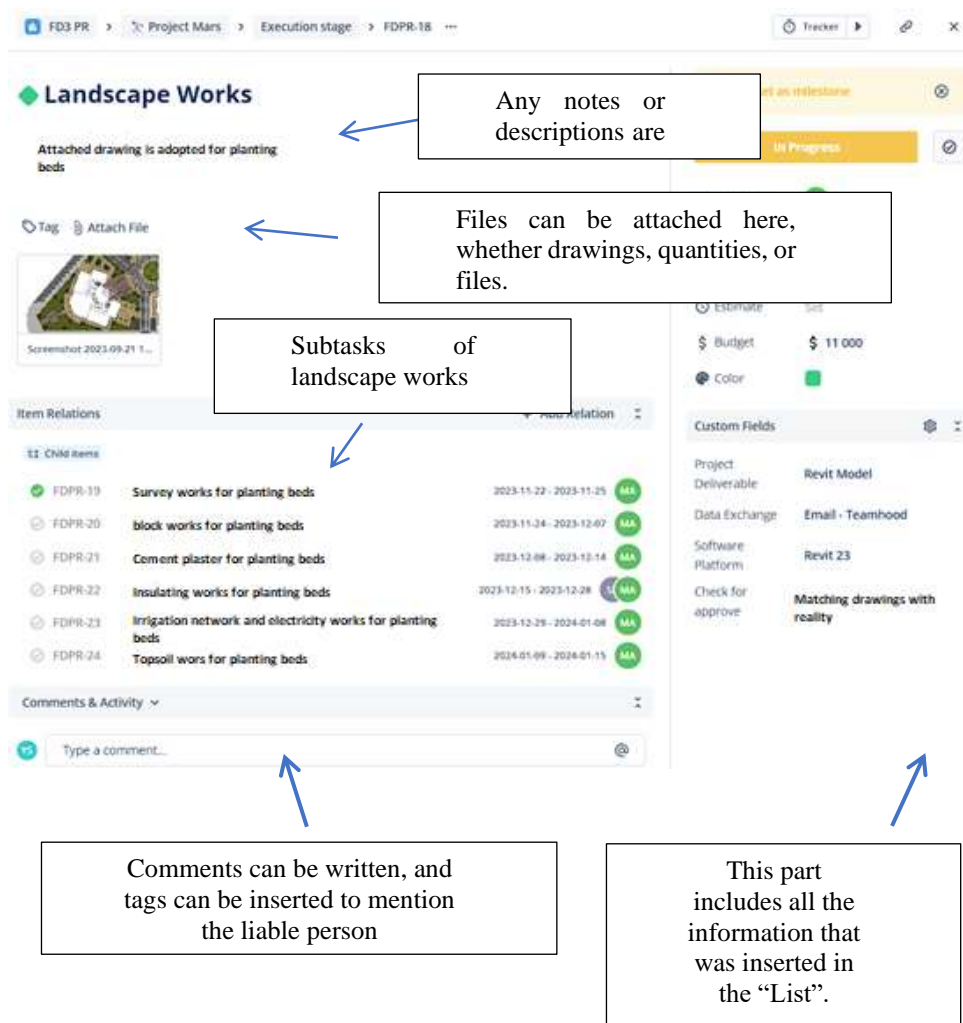 FD3 PR > Project Mars > Execution stage > FDPR-18 ...
Tracker
Landscape Works
Any notes or
descriptions are
as milestone
Attached drawing is adopted for planting
beds
In Progress
Tag Attach File
Files can be attached here,
whether drawings, quantities, or
files.
Estimate Set
Screenshot 2023-09-21 1...
Subtasks of
landscape works
$ Budget $ 11 000
Color
Item Relations
Relation
Custom Fields
Child items
FDPR-19 Survey works for planting beds 2023-11-22 - 2023-11-25 MA
FDPR-20 block works for planting beds 2023-11-24 - 2023-12-07 MA
FDPR-21 Cement plaster for planting beds 2023-12-08 - 2023-12-14 MA
FDPR-22 Insulating works for planting beds 2023-12-15 - 2023-12-28 MA
FDPR-23 Irrigation network and electricity works for planting
beds 2023-12-29 - 2024-01-08 MA
FDPR-24 Topsoil wors for planting beds 2024-01-09 - 2024-01-15 MA
Project
Deliverable Revit Model
Data Exchange Email - Teamhood
Software
Platform Revit 23
Check for
approve Matching drawings with
reality
Comments & Activity
Type a comment... @
Comments can be written, and
tags can be inserted to mention
the liable person
This part
includes all the
information that
was inserted in
the “List”.